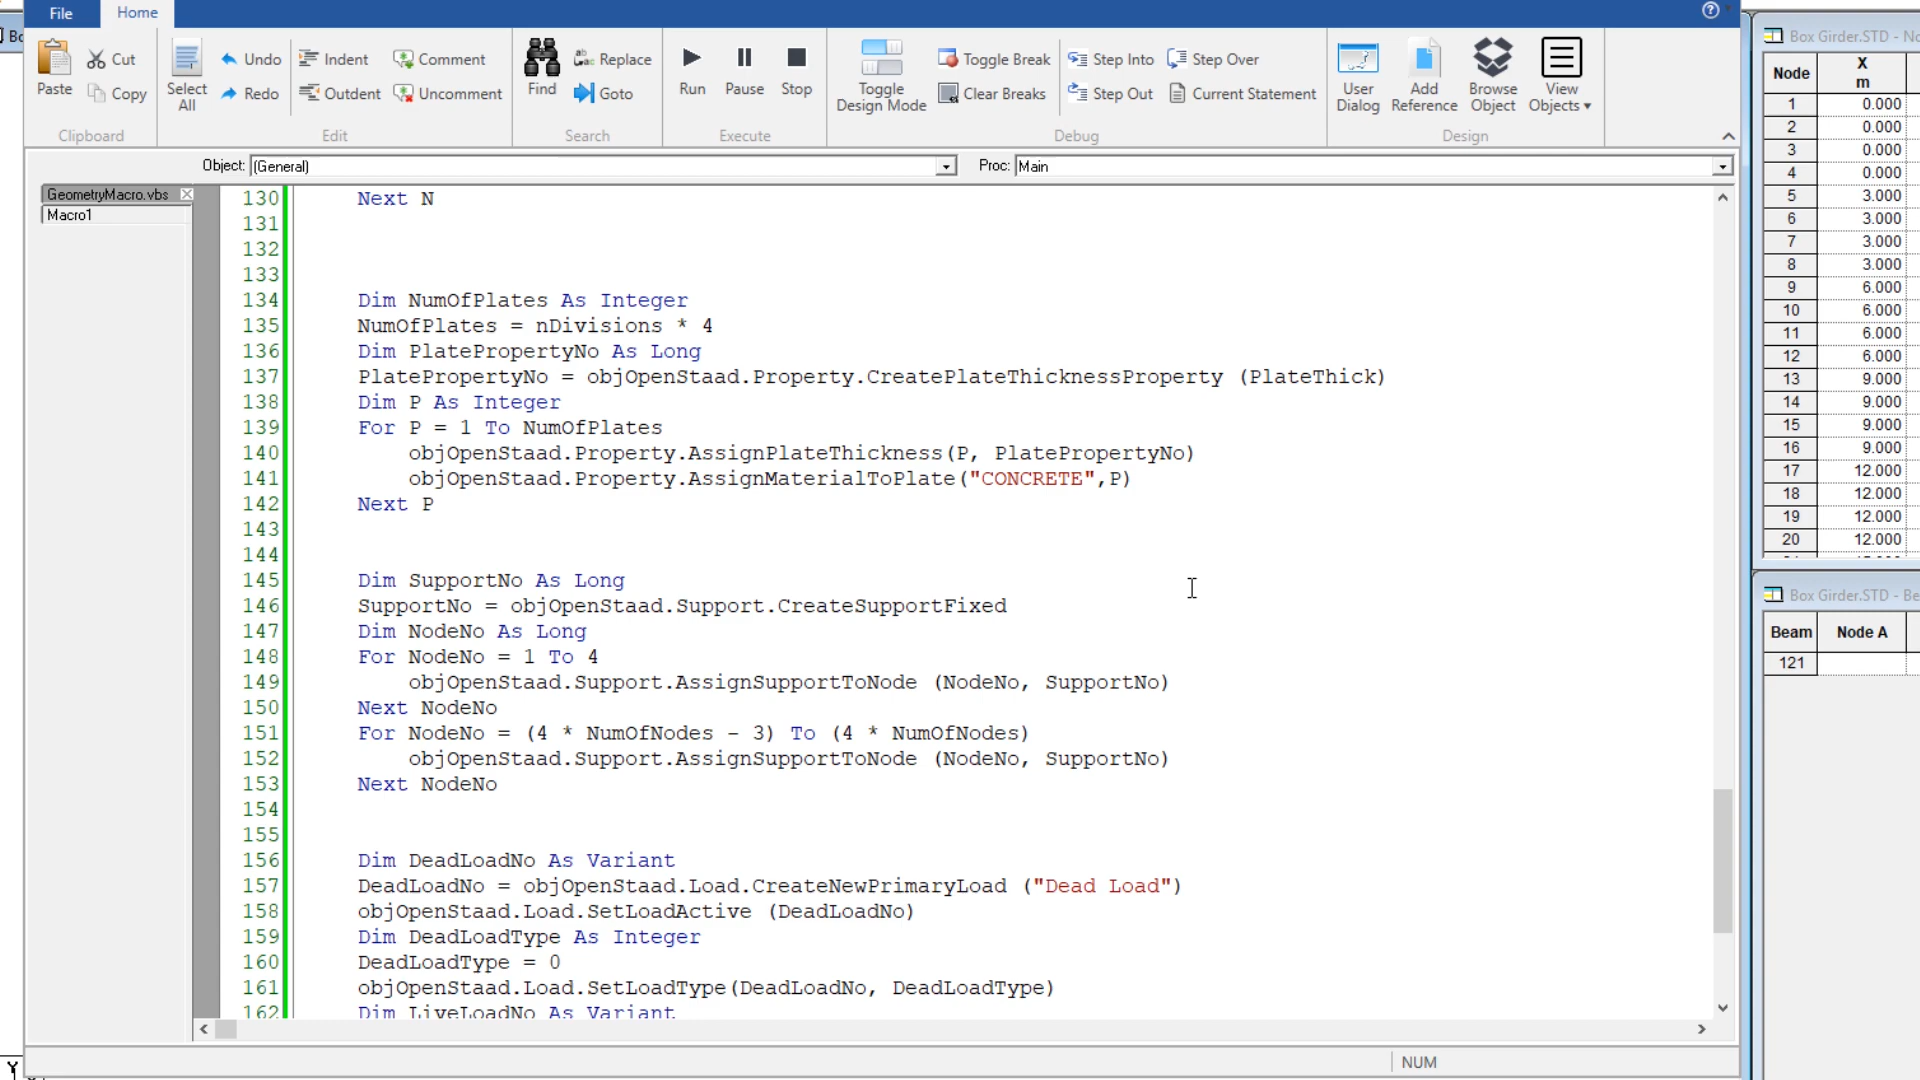 File Home
Paste Cut Copy Clipboard
Select All Undo Redo Indent Outdent Comment Uncomment Edit
Find Replace Goto Search
Run Pause Stop Execute
Toggle Design Mode Toggle Break Clear Breaks Step Into Step Out Step Over Current Statement Debug
User Dialog Add Reference Browse Object View Objects Design
Object: (General) Proc: Main
GeometryMacro.vbs
Macro1
130 Next N
131
132
133
134 Dim NumOfPlates As Integer
135 NumOfPlates = nDivisions * 4
136 Dim PlatePropertyNo As Long
137 PlatePropertyNo = objOpenStaad.Property.CreatePlateThicknessProperty (PlateThick)
138 Dim P As Integer
139 For P = 1 To NumOfPlates
140 objOpenStaad.Property.AssignPlateThickness(P, PlatePropertyNo)
141 objOpenStaad.Property.AssignMaterialToPlate("CONCRETE",P)
142 Next P
143
144
145 Dim SupportNo As Long
146 SupportNo = objOpenStaad.Support.CreateSupportFixed
147 Dim NodeNo As Long
148 For NodeNo = 1 To 4
149 objOpenStaad.Support.AssignSupportToNode (NodeNo, SupportNo)
150 Next NodeNo
151 For NodeNo = (4 * NumOfNodes - 3) To (4 * NumOfNodes)
152 objOpenStaad.Support.AssignSupportToNode (NodeNo, SupportNo)
153 Next NodeNo
154
155
156 Dim DeadLoadNo As Variant
157 DeadLoadNo = objOpenStaad.Load.CreateNewPrimaryLoad ("Dead Load")
158 objOpenStaad.Load.SetLoadActive (DeadLoadNo)
159 Dim DeadLoadType As Integer
160 DeadLoadType = 0
161 objOpenStaad.Load.SetLoadType(DeadLoadNo, DeadLoadType)
162 Dim LiveLoadNo As Variant
NUM
Y
Box Girder.STD - No
Node X m
1 0.000
2 0.000
3 0.000
4 0.000
5 3.000
6 3.000
7 3.000
8 3.000
9 6.000
10 6.000
11 6.000
12 6.000
13 9.000
14 9.000
15 9.000
16 9.000
17 12.000
18 12.000
19 12.000
20 12.000
Box Girder.STD - Be
Beam Node A
121